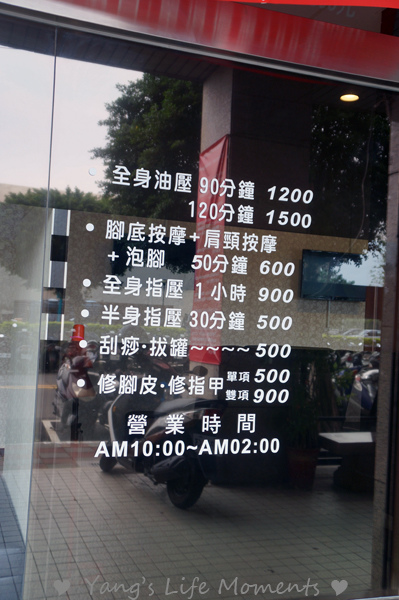 • 全身油壓 90分鐘 1200
120分鐘 1500
• 腳底按摩+肩頸按摩
+泡腳 50分鐘 600
• 全身指壓 1小時 900
• 半身指壓 30分鐘 500
• 刮痧·拔罐~~~~500
• 修腳皮·修指甲 單項 500
雙項 900
營業時間
AM10:00~AM02:00
♥ Yang's Life Moments ♥